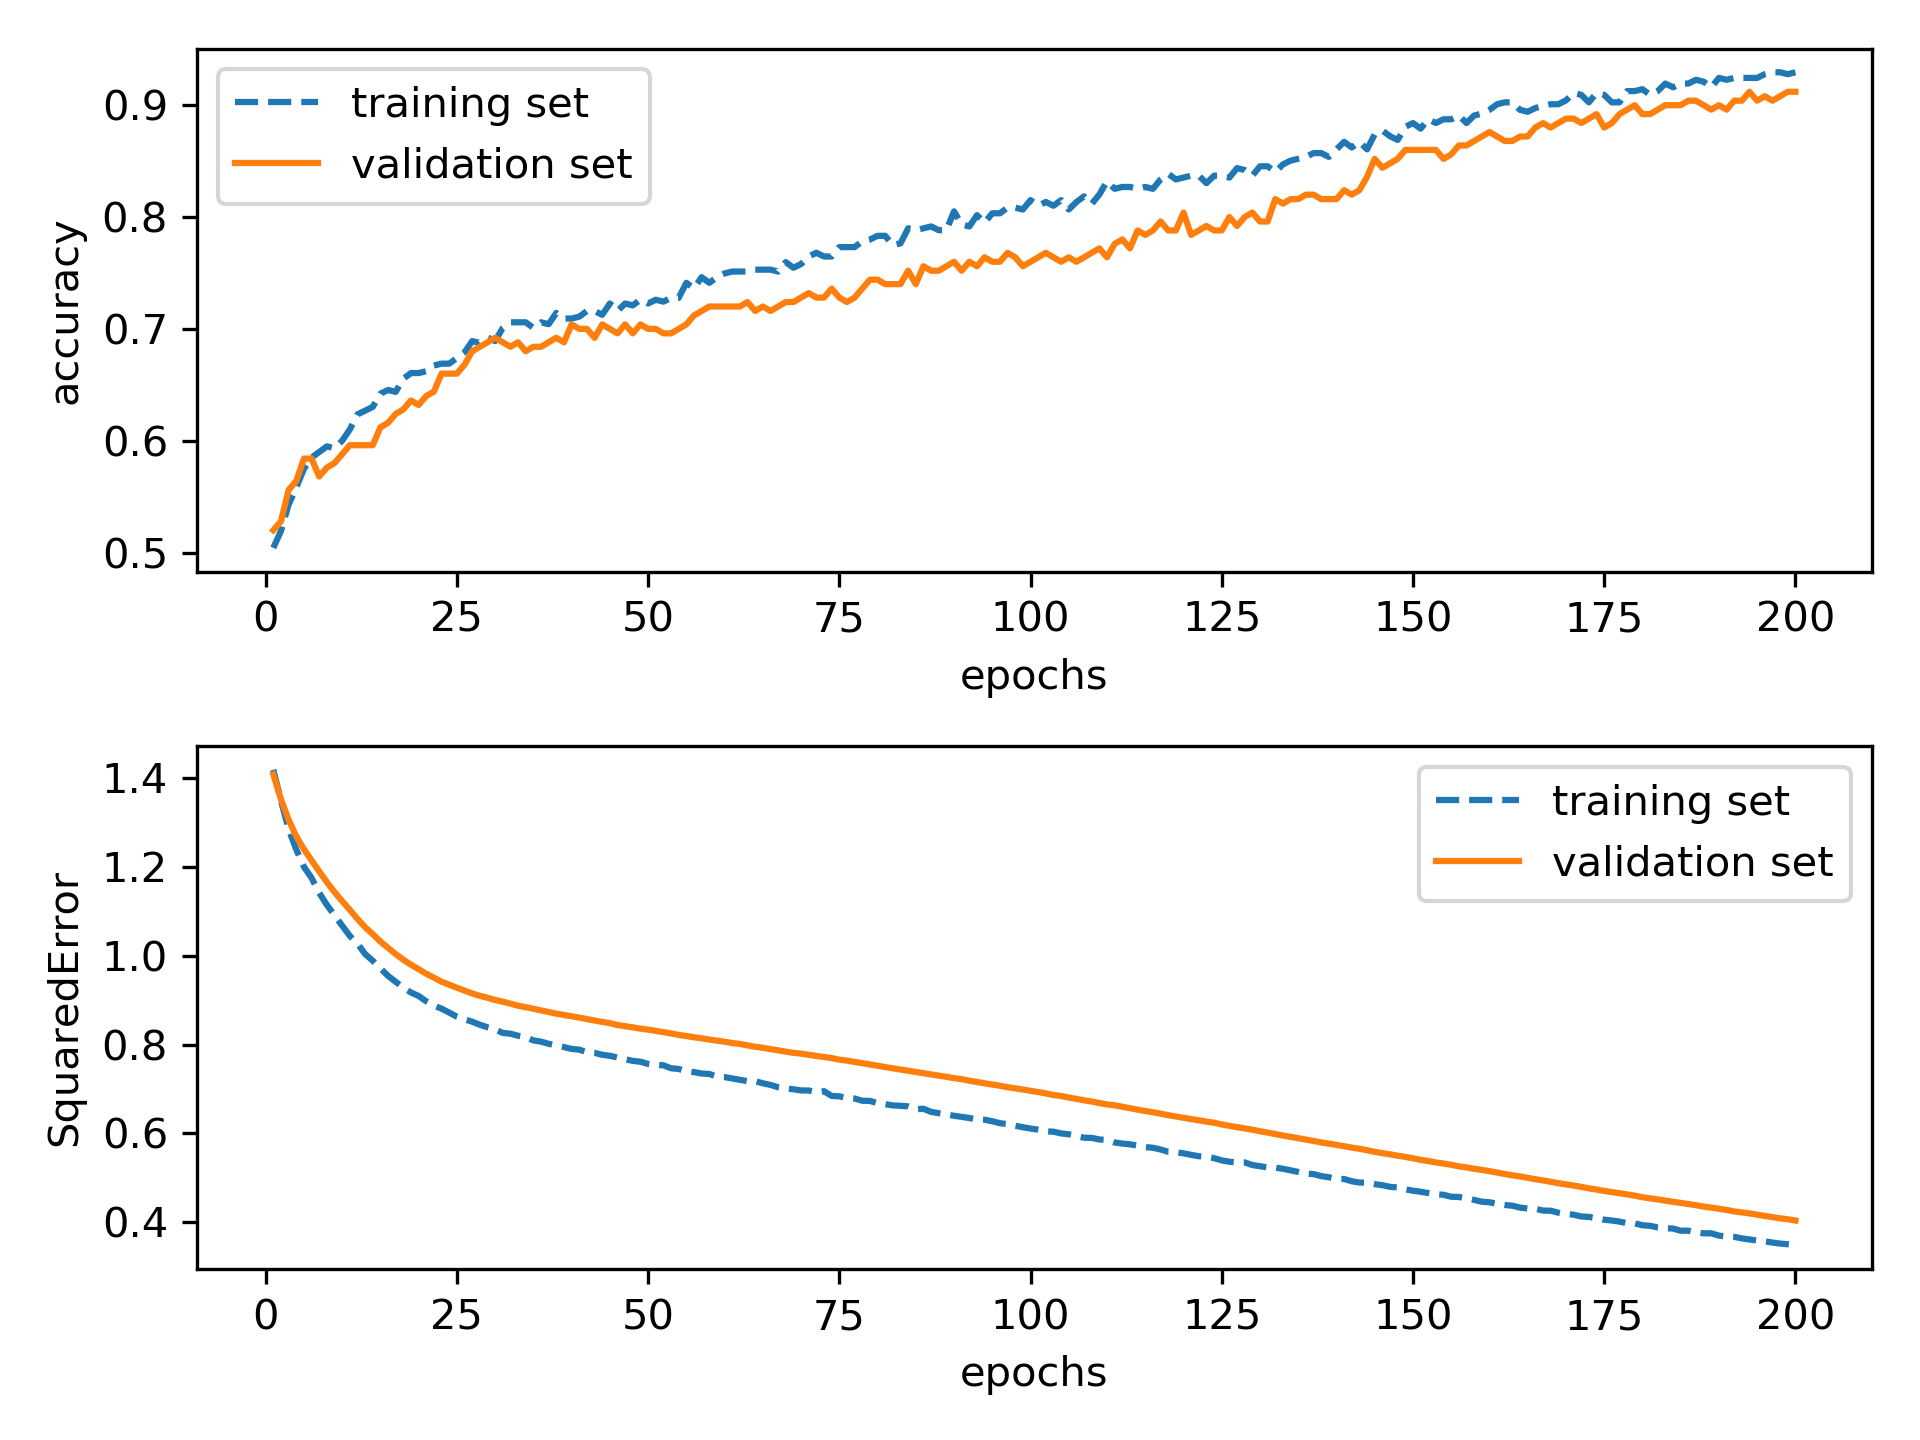 training set
validation set
0.9
0.8
0.7
0.6
0.5
accuracy
0 25 50 75 100 125 150 175 200
epochs
training set
validation set
1.4
1.2
1.0
0.8
0.6
0.4
SquaredError
0 25 50 75 100 125 150 175 200
epochs